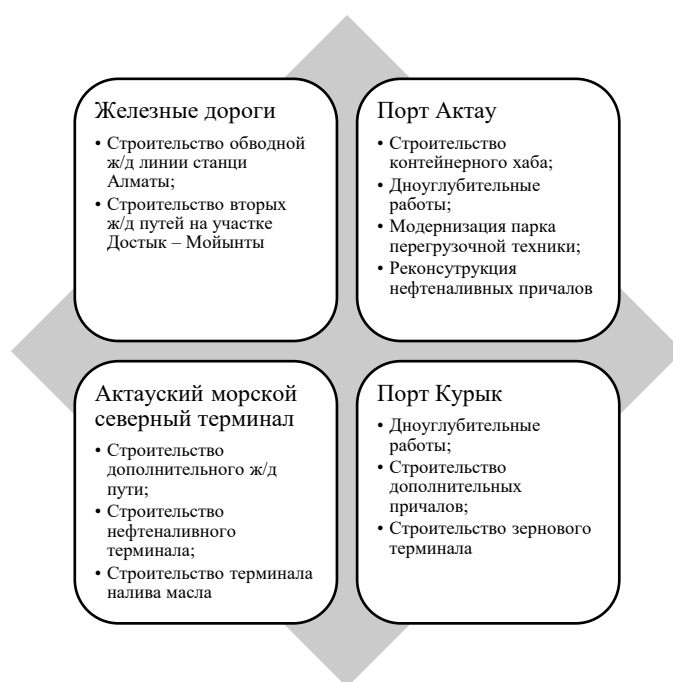 Железные дороги
• Строительство обводной
ж/д линии станци
Алматы;
• Строительство вторых
ж/д путей на участке
Достык – Мойынты
Порт Актау
• Строительство
контейнерного хаба;
• Дноуглубительные
работы;
• Модернизация парка
перегрузочной техники;
• Реконсутрукция
нефтеналивных причалов
Актауский морской
северный терминал
• Строительство
дополнительного ж/д
пути;
• Строительство
нефтеналивного
терминала;
• Строительство терминала
налива масла
Порт Курык
• Дноуглубительные
работы;
• Строительство
дополнительных
причалов;
• Строительство зернового
терминала